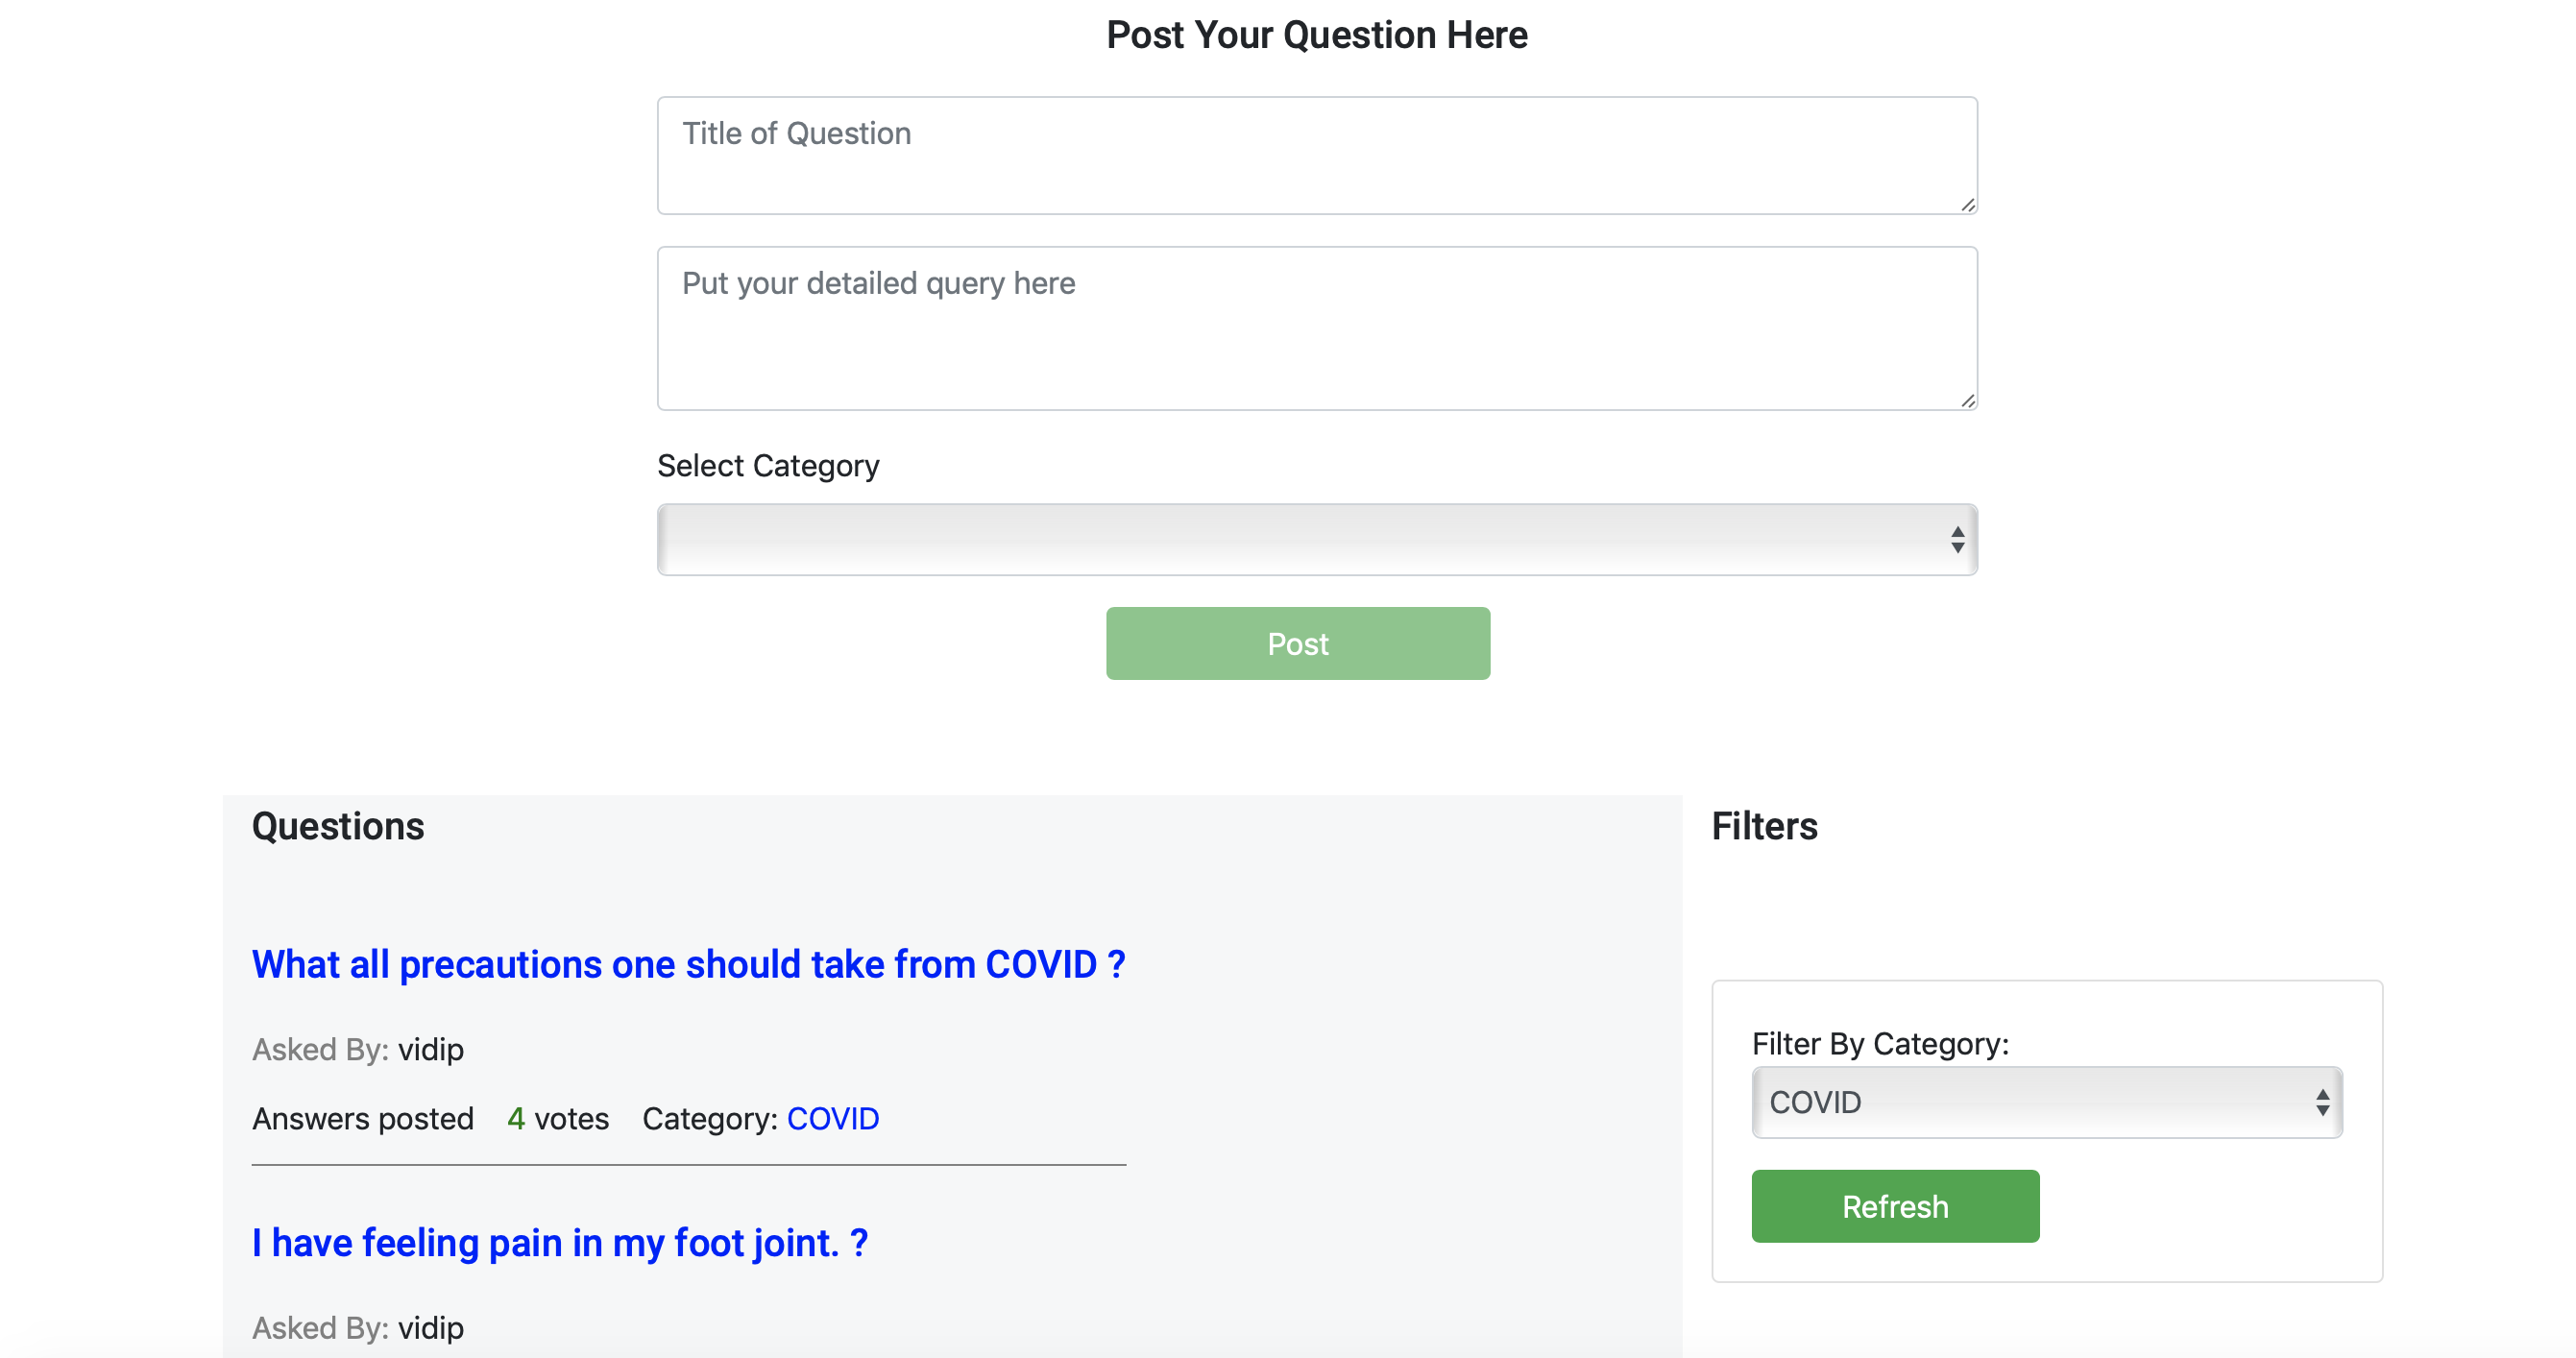 Post Your Question Here
Title of Question
Put your detailed query here
Select Category
Post
Questions
What all precautions one should take from COVID ?
Asked By: vidip
Answers posted 4 votes Category: COVID
I have feeling pain in my foot joint. ?
Asked By: vidip
Filters
Filter By Category:
COVID
Refresh